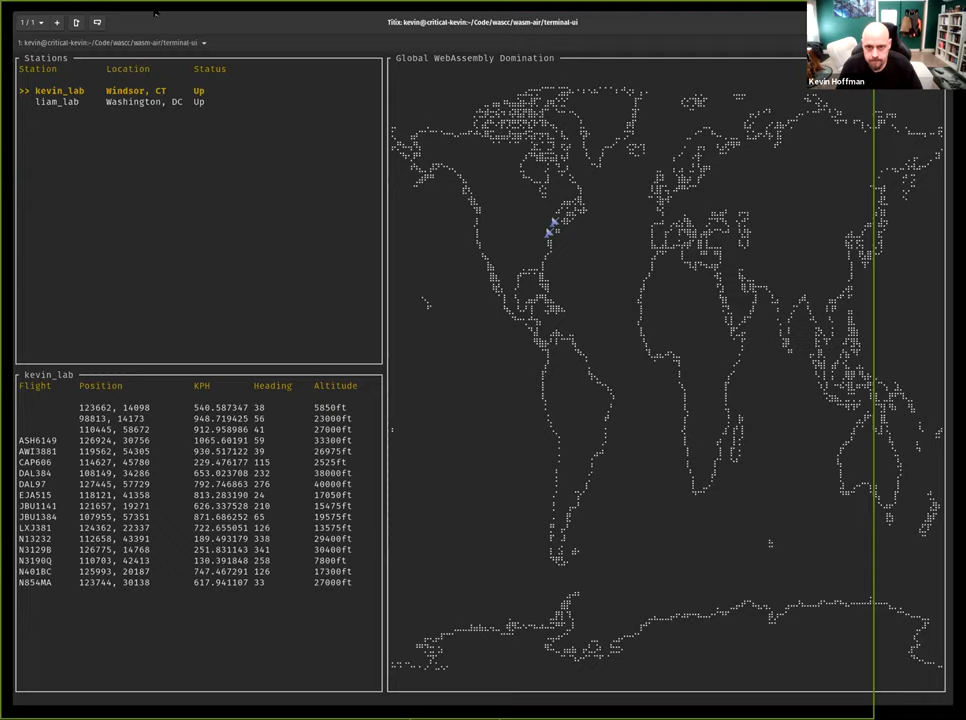 1 / 1
Tilix: kevin@critical-kevin:~/Code/wascc/wasm-air/terminal-ui
1: kevin@critical-kevin:~/Code/wascc/wasm-air/terminal-ui
Kevin Hoffman
Stations
Station Location Status
>> kevin_lab Windsor, CT Up
liam_lab Washington, DC Up
Global WebAssembly Domination
kevin_lab
Flight Position KPH Heading Altitude
123662, 14098 540.587347 38 5850ft
98813, 14173 948.719425 56 23000ft
110445, 58672 912.958986 41 27000ft
ASH6149 126924, 30756 1065.60191 59 33300ft
AWI3881 119562, 54305 930.517122 39 26975ft
CAP606 114627, 45780 229.476177 115 2525ft
DAL384 108149, 34286 653.023708 232 38000ft
DAL97 127445, 57729 792.746863 276 40000ft
EJA515 118121, 41358 813.283190 24 17050ft
JBU1141 121657, 19271 626.337528 210 15475ft
JBU1384 107955, 57351 871.686252 65 19575ft
LXJ381 124362, 22337 722.655051 126 13575ft
N13232 112658, 43391 189.493179 338 29400ft
N3129B 126775, 14768 251.831143 341 30400ft
N3190Q 110703, 42413 130.391848 258 7800ft
N401BC 125993, 20187 747.467291 126 17300ft
N854MA 123744, 30138 617.941107 33 27000ft